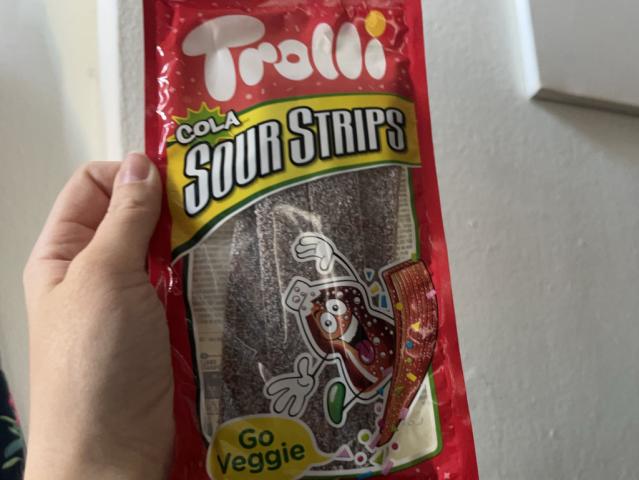 Trolli
COLA
SOUR STRIPS
Go
Veggie